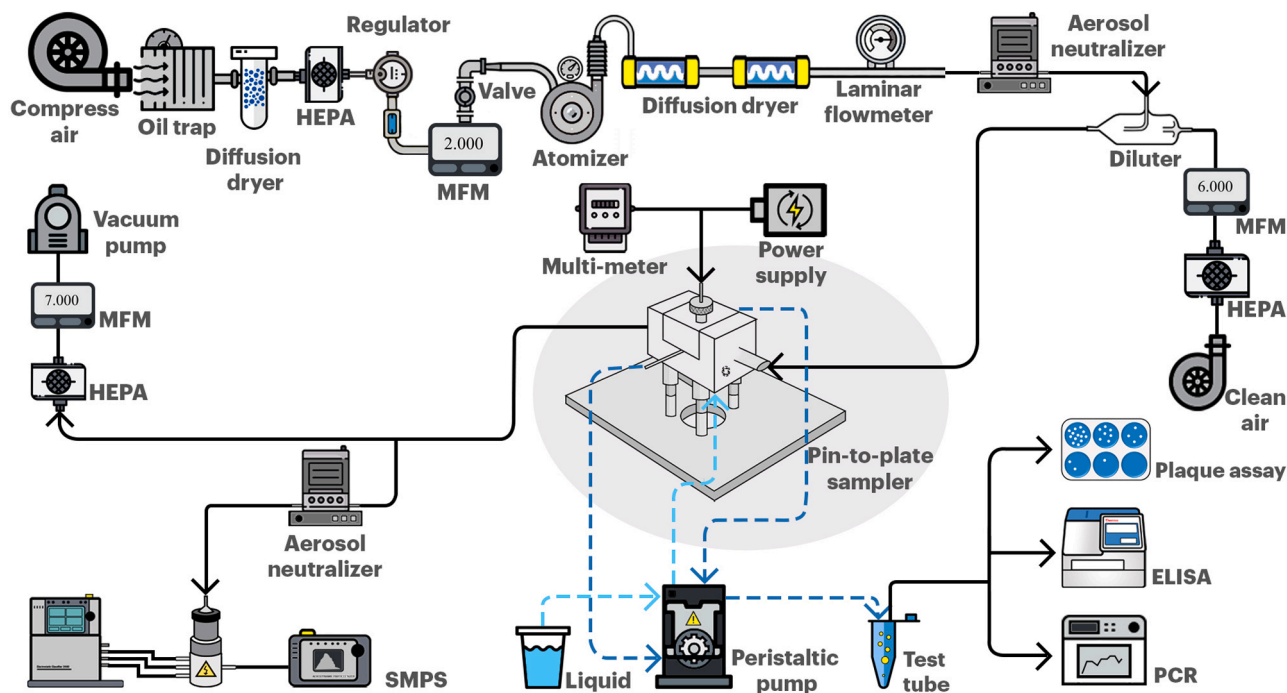 Compress
air
Oil trap
Diffusion
dryer
HEPA
Regulator
2.000
MFM
Valve
Atomizer
Diffusion dryer
Laminar
flowmeter
Aerosol
neutralizer
Diluter
6.000
MFM
HEPA
Clean
air
Vacuum
pump
7.000
MFM
HEPA
Multi-meter
Power
supply
Pin-to-plate
sampler
Aerosol
neutralizer
SMPS
Liquid
Peristaltic
pump
Test
tube
Plaque assay
ELISA
PCR